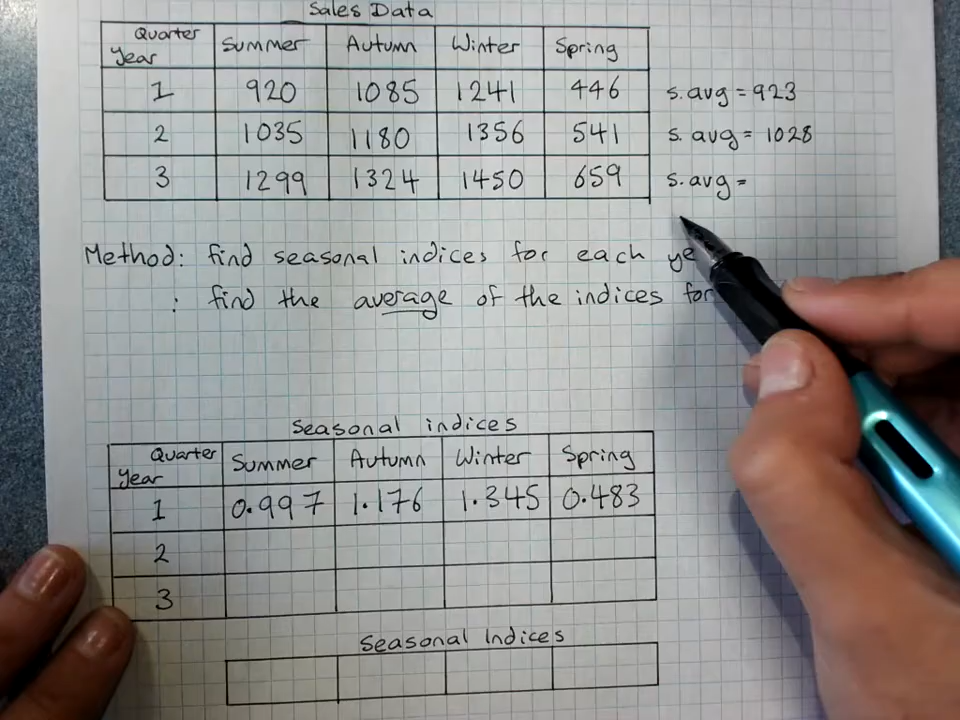 Sales Data
Quarter Summer Autumn Winter Spring
Year
1 920 1085 1241 446 s.avg = 923
2 1035 1180 1356 541 s.avg = 1028
3 1299 1324 1450 659 s.avg =
Method: find seasonal indices for each ye
: find the average of the indices for
Seasonal indices
Quarter Summer Autumn Winter Spring
Year
1 0.997 1.176 1.345 0.483
2
3
Seasonal Indices